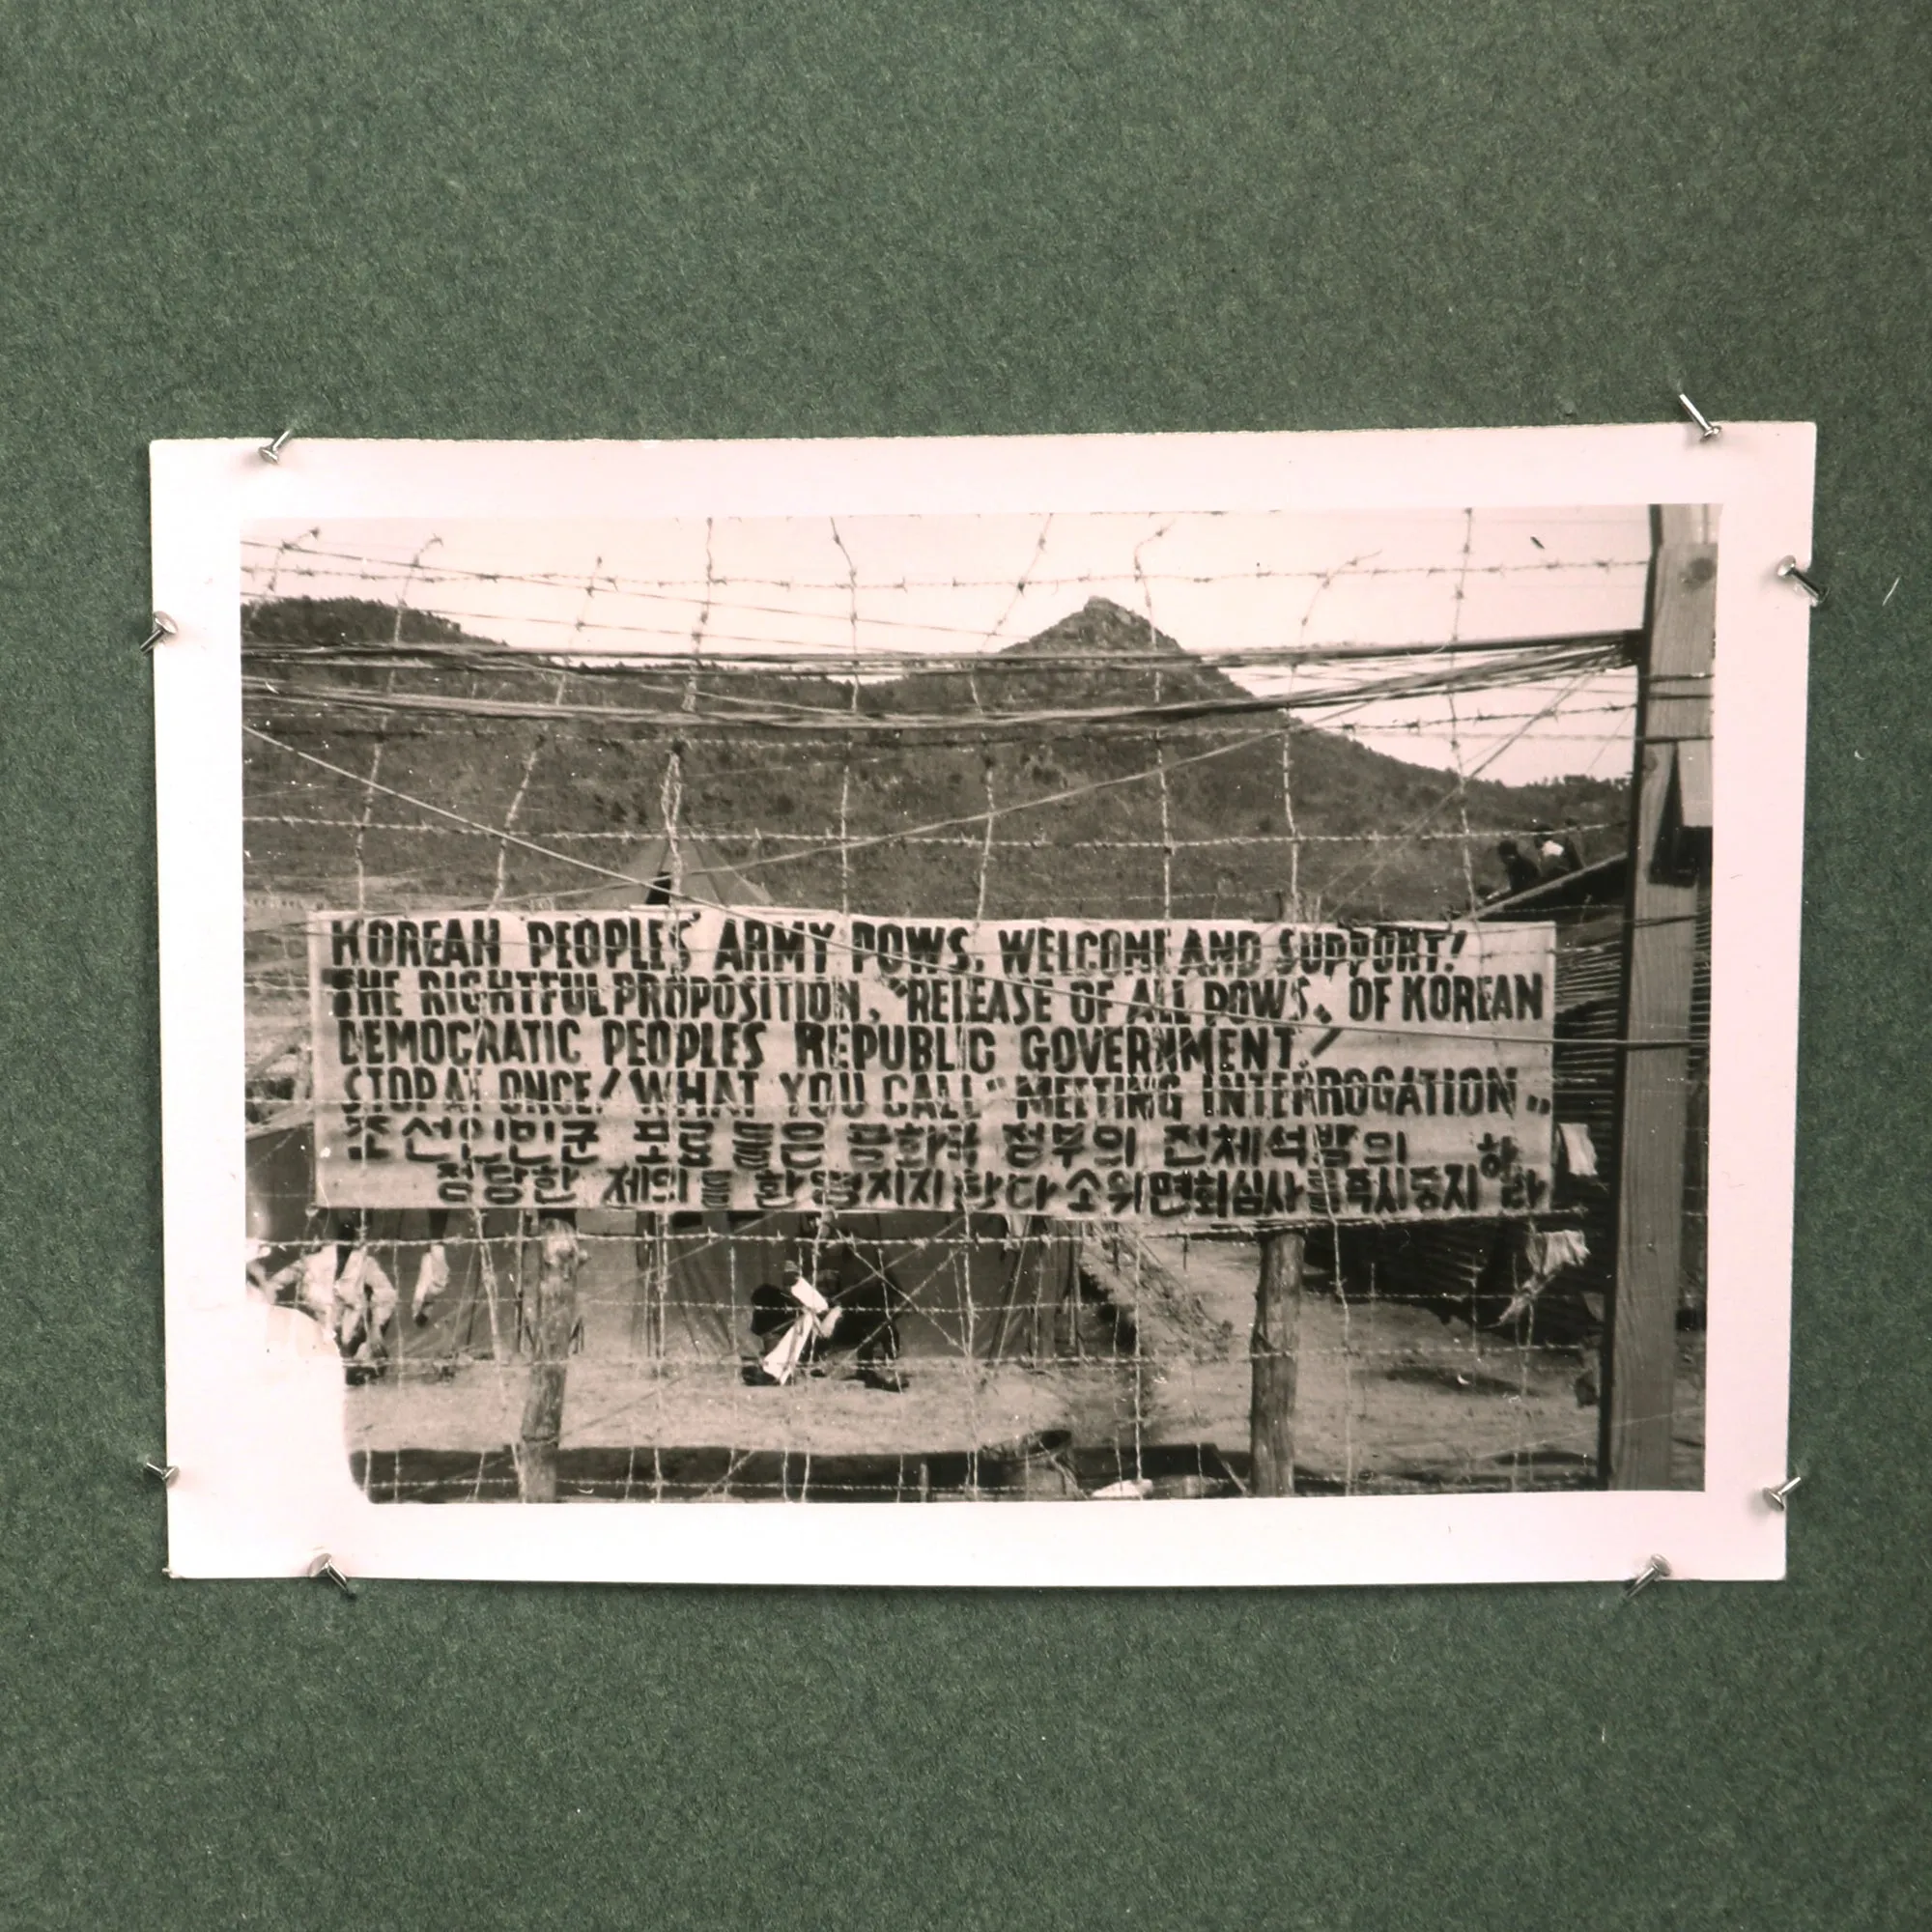 KOREAN PEOPLES' ARMY POWS. WELCOME AND SUPPORT!
THE RIGHTFUL PROPOSITION, "RELEASE OF ALL POWS," OF KOREAN
DEMOCRATIC PEOPLES REPUBLIC GOVERNMENT.
STOP AT ONCE! WHAT YOU CALL "MEETING INTERROGATION"
조선인민군 포로들은 공화국 정부의 전체석방의
정당한 제의를 환영지지한다 소위면회심사를즉시중지하라